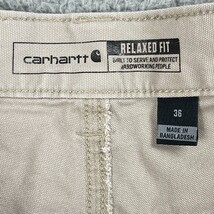 carhartt
RELAXED FIT
BUILT TO SERVE AND PROTECT
HARDWORKING PEOPLE
36
MADE IN
BANGLADESH